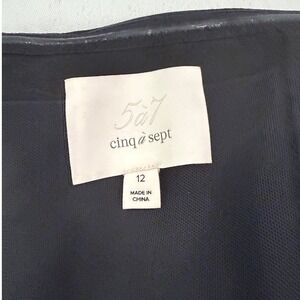 5à7
cinq à sept
12
MADE IN
CHINA